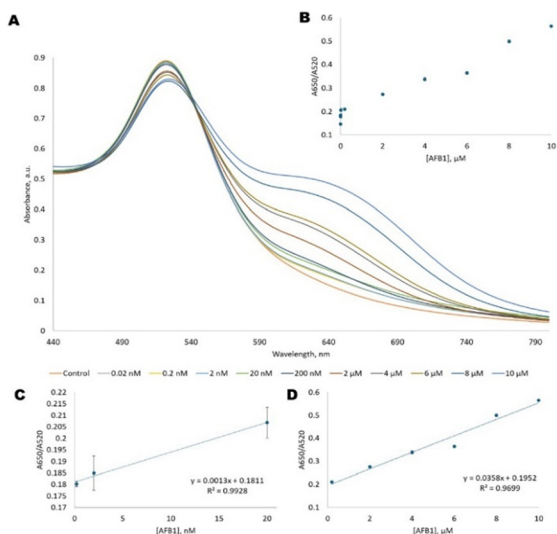 A
B
0.6
0.5
0.4
0.3
0.2
0.1
A650/A520
0 2 4 6 8 10
[AFB1], µM
0.9
0.8
0.7
0.6
0.5
0.4
0.3
0.2
0.1
0
Absorbance, a.u.
440 490 540 590 640 690 740 790
Wavelength, nm
Control 0.02 nM 0.2 nM 2 nM 20 nM 200 nM 2 µM 4 µM 6 µM 8 µM 10 µM
C
0.22
0.215
0.21
0.205
0.2
0.195
0.19
0.185
0.18
0.175
0.17
A650/A520
y = 0.0013x + 0.1811
R² = 0.9928
0 5 10 15 20
[AFB1], nM
D
0.6
0.5
0.4
0.3
0.2
0.1
A650/A520
y = 0.0358x + 0.1952
R² = 0.9699
0 2 4 6 8 10
[AFB1], µM